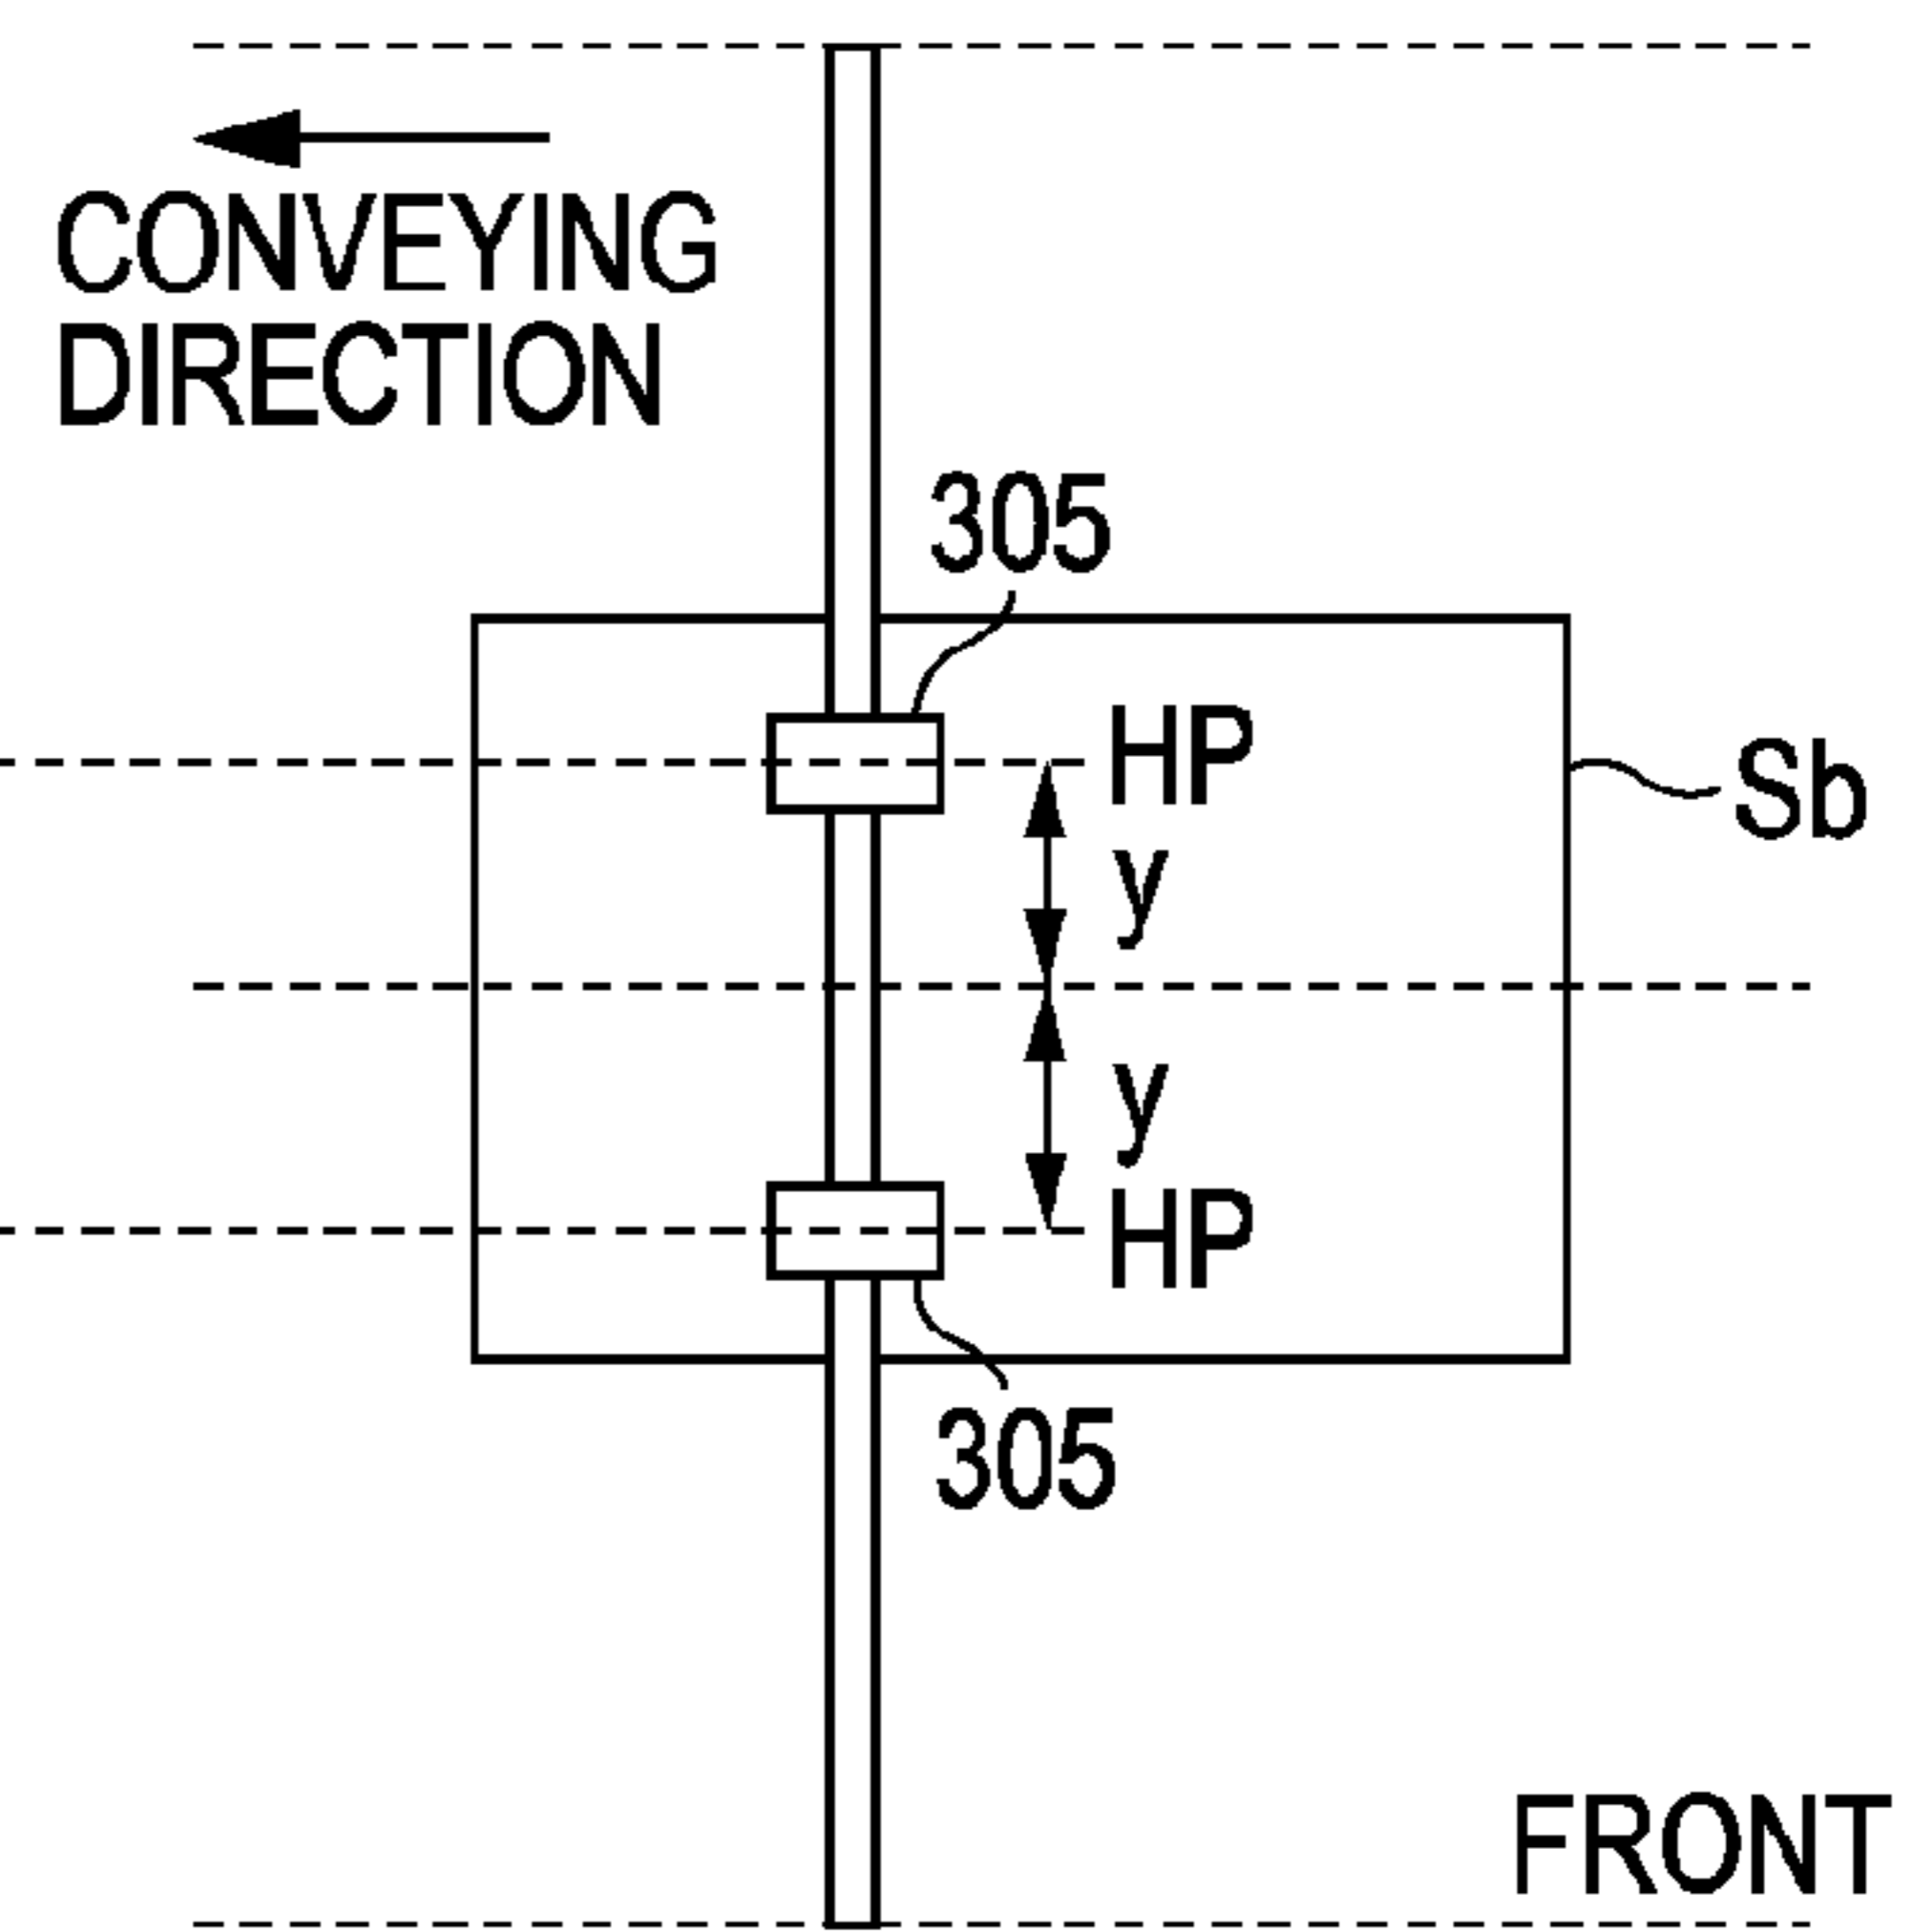 CONVEYING
DIRECTION
305
HP
Sb
y
y
HP
305
FRONT